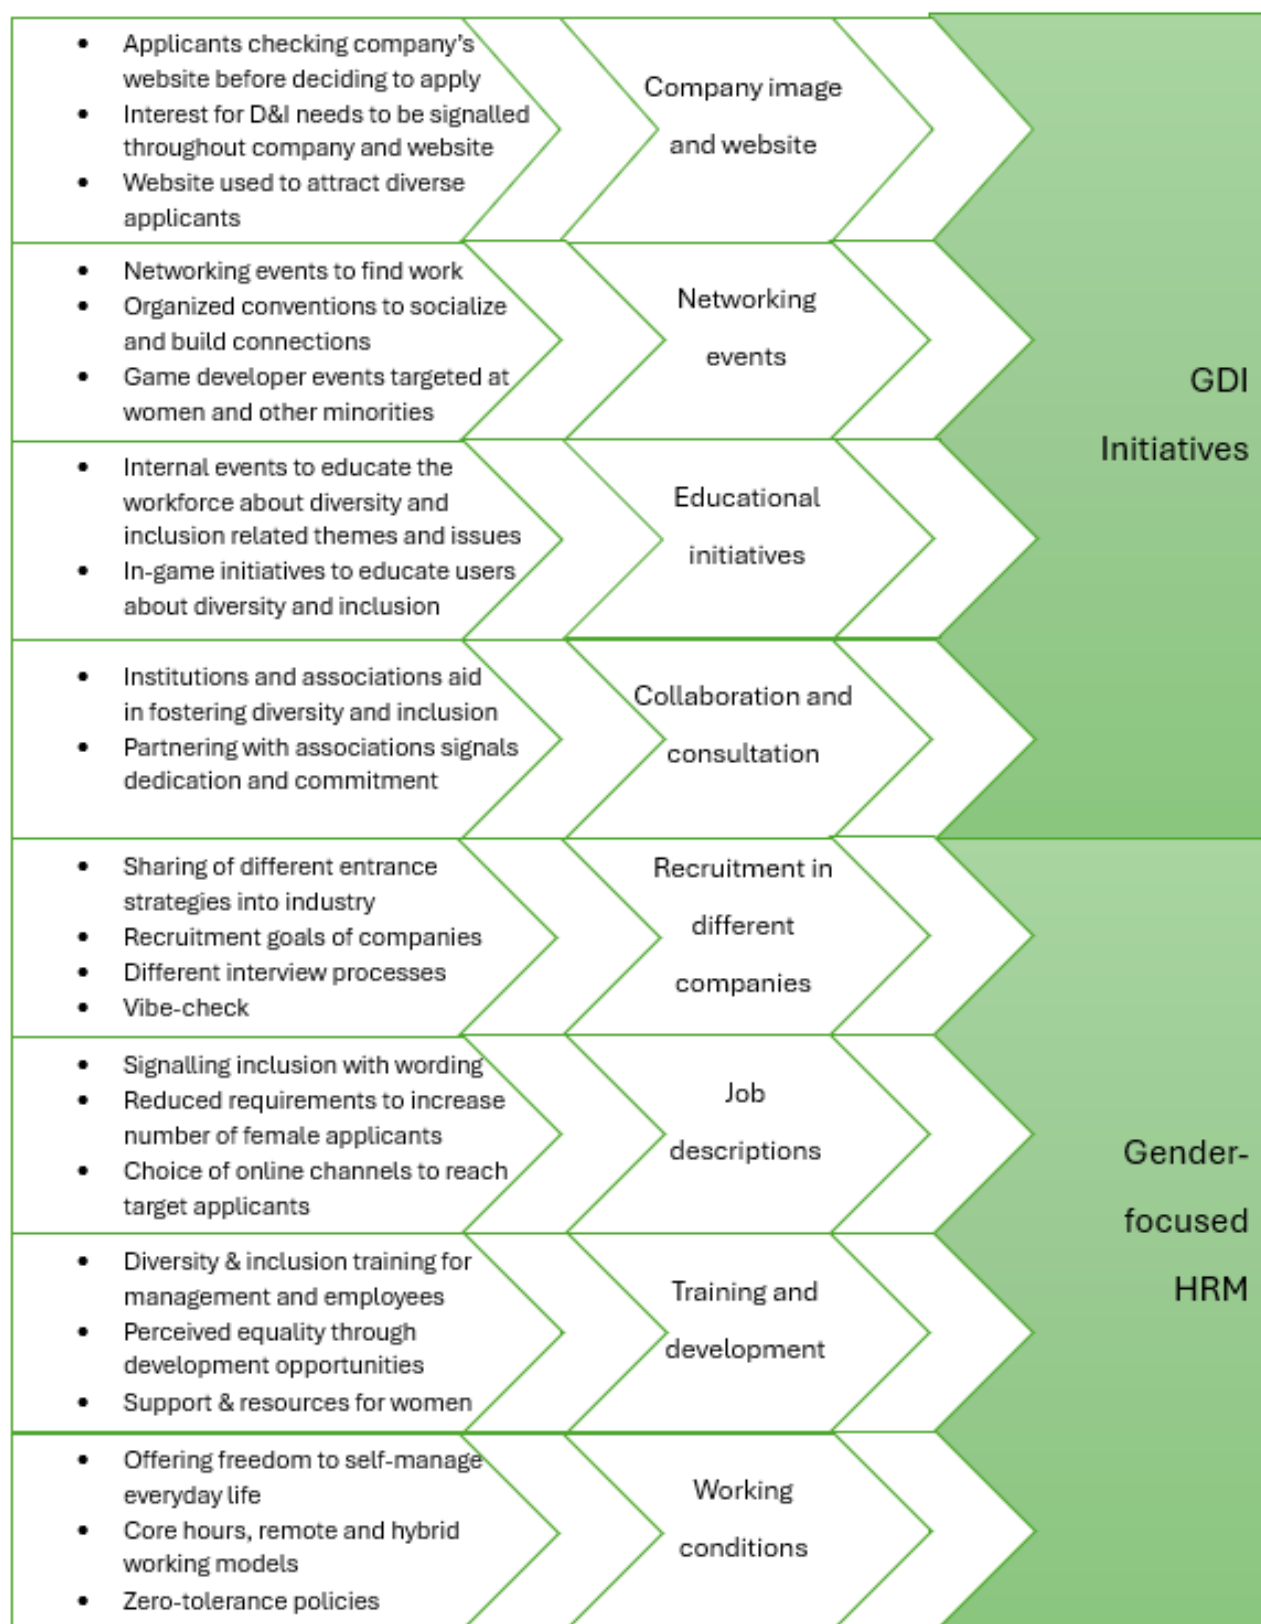 • Applicants checking company's
website before deciding to apply
• Interest for D&I needs to be signalled
throughout company and website
• Website used to attract diverse
applicants
Company image
and website
• Networking events to find work
• Organized conventions to socialize
and build connections
• Game developer events targeted at
women and other minorities
Networking
events
• Internal events to educate the
workforce about diversity and
inclusion related themes and issues
• In-game initiatives to educate users
about diversity and inclusion
Educational
initiatives
• Institutions and associations aid
in fostering diversity and inclusion
• Partnering with associations signals
dedication and commitment
Collaboration and
consultation
GDI
Initiatives
• Sharing of different entrance
strategies into industry
• Recruitment goals of companies
• Different interview processes
• Vibe-check
Recruitment in
different
companies
• Signalling inclusion with wording
• Reduced requirements to increase
number of female applicants
• Choice of online channels to reach
target applicants
Job
descriptions
• Diversity & inclusion training for
management and employees
• Perceived equality through
development opportunities
• Support & resources for women
Training and
development
• Offering freedom to self-manage
everyday life
• Core hours, remote and hybrid
working models
• Zero-tolerance policies
Working
conditions
Gender-
focused
HRM